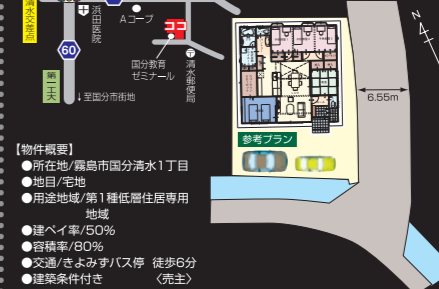 清水交差点
浜田医院
Aコープ
ココ
60
国分教育
ゼミナール
清水郵便局
第一工大
↓至国分市街地
N
6.55m
参考プラン
【物件概要】
●所在地/霧島市国分清水1丁目
●地目/宅地
●用途地域/第1種低層住居専用
地域
●建ペイ率/50%
●容積率/80%
●交通/きよみずバス停 徒歩6分
●建築条件付き 〈売主〉